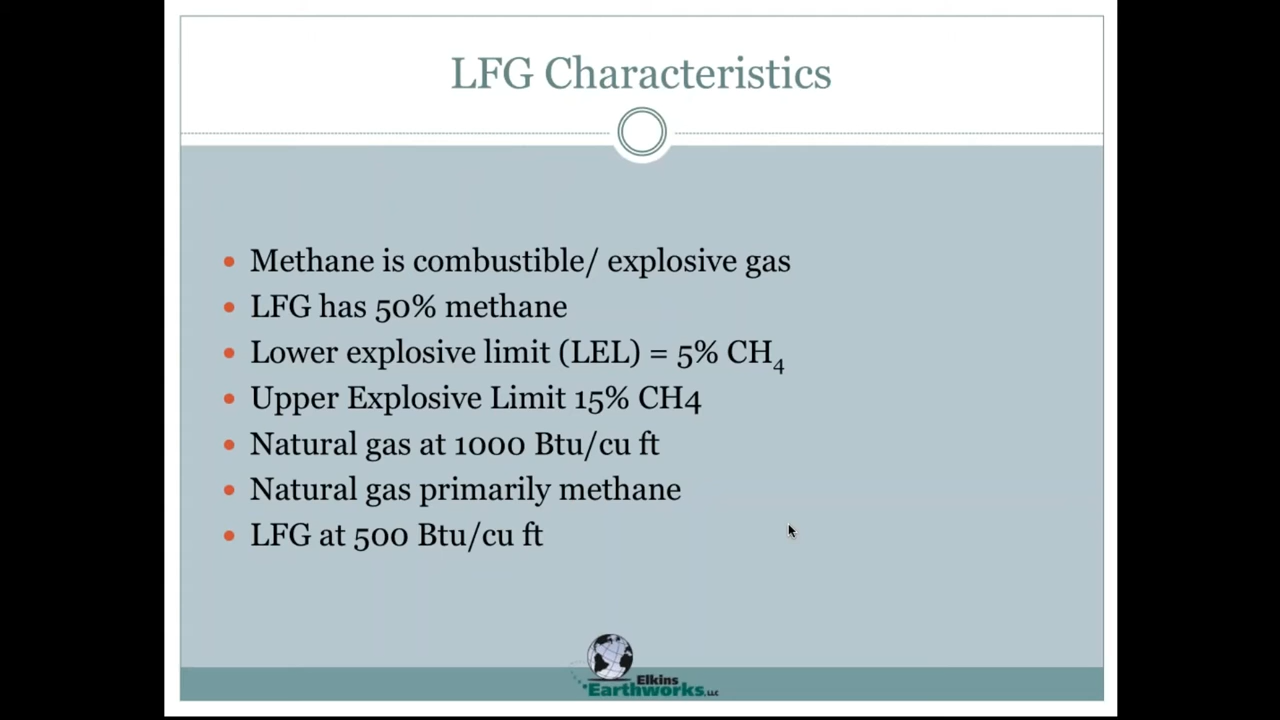 LFG Characteristics
Methane is combustible/ explosive gas
LFG has 50% methane
Lower explosive limit (LEL) = 5% CH₄
Upper Explosive Limit 15% CH4
Natural gas at 1000 Btu/cu ft
Natural gas primarily methane
LFG at 500 Btu/cu ft
Elkins
Earthworks, LLC